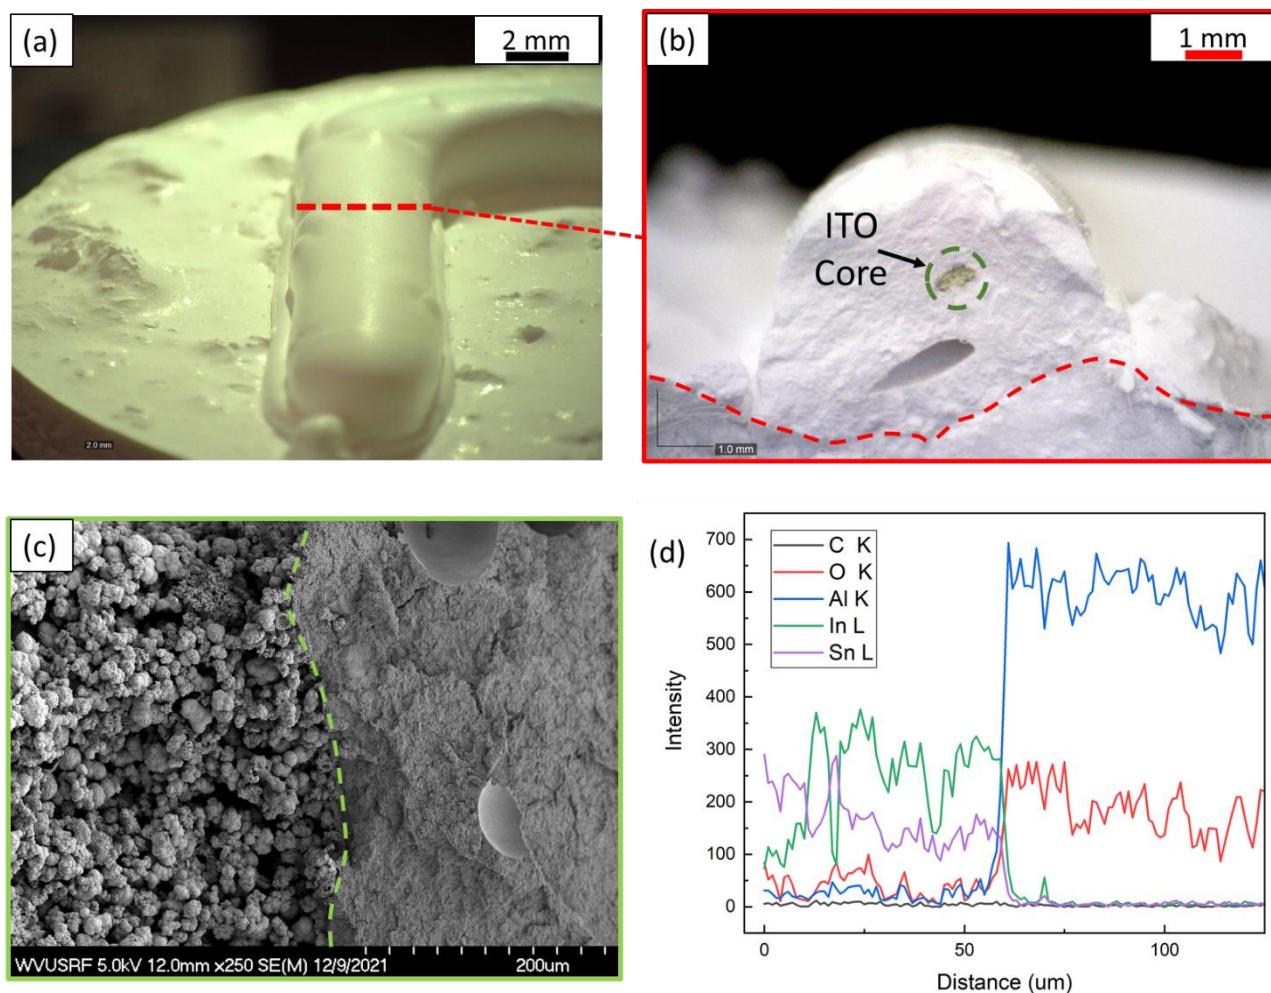 (a)
2 mm
2.0 mm
(b)
1 mm
ITO
Core
1.0 mm
(c)
WVUSRF 5.0kV 12.0mm x250 SE(M) 12/9/2021
200um
(d)
C K
O K
Al K
In L
Sn L
Intensity
700
600
500
400
300
200
100
0
0
50
100
Distance (um)